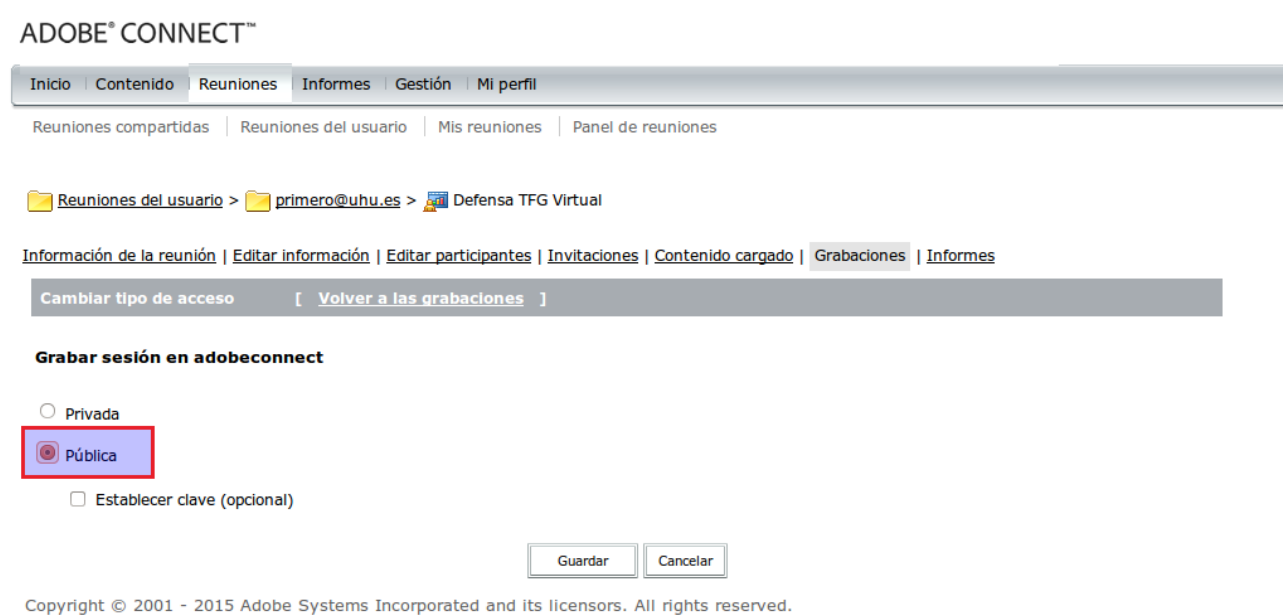 ADOBE® CONNECT™
Inicio | Contenido | Reuniones | Informes | Gestión | Mi perfil
Reuniones compartidas | Reuniones del usuario | Mis reuniones | Panel de reuniones
Reuniones del usuario > primero@uhu.es > Defensa TFG Virtual
Información de la reunión | Editar información | Editar participantes | Invitaciones | Contenido cargado | Grabaciones | Informes
Cambiar tipo de acceso [ Volver a las grabaciones ]
Grabar sesión en adobeconnect
Privada
Pública
Establecer clave (opcional)
Guardar Cancelar
Copyright © 2001 - 2015 Adobe Systems Incorporated and its licensors. All rights reserved.